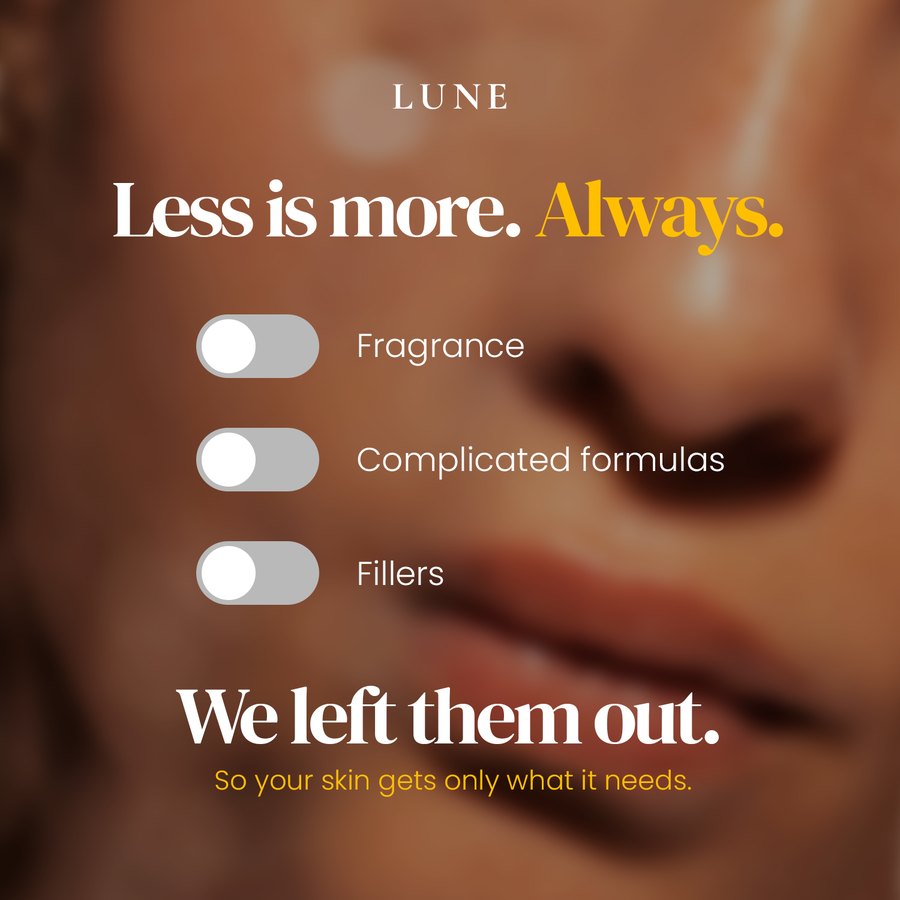 LUNE
Less is more. Always.
Fragrance
Complicated formulas
Fillers
We left them out.
So your skin gets only what it needs.